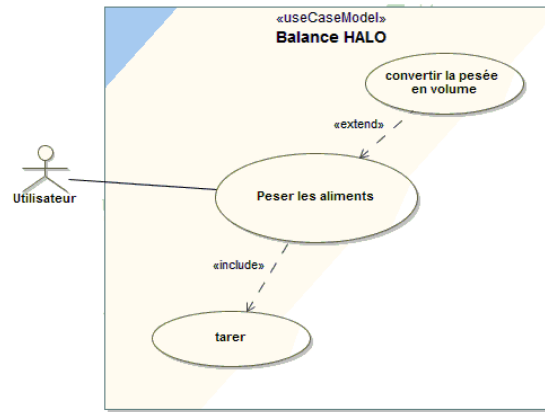 «useCaseModel»
Balance HALO
convertir la pesée
en volume
«extend»
Peser les aliments
Utilisateur
«include»
tarer